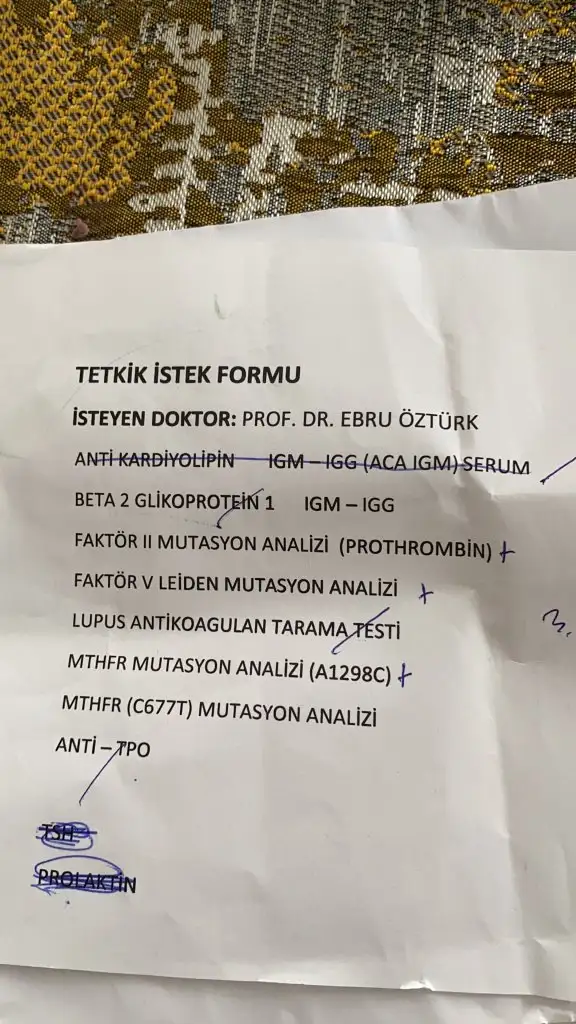 TETKİK İSTEK FORMU
İSTEYEN DOKTOR: PROF. DR. EBRU ÖZTÜRK
ANTİ KARDİYOLİPİN IGM – IGG (ACA IGM) SERUM
BETA 2 GLİKOPROTEİN 1 IGM – IGG
FAKTÖR II MUTASYON ANALİZİ (PROTHROMBİN) +
FAKTÖR V LEİDEN MUTASYON ANALİZİ +
LUPUS ANTİKOAGULAN TARAMA TESTİ
3.
MTHFR MUTASYON ANALİZİ (A1298C) +
MTHFR (C677T) MUTASYON ANALİZİ
ANTİ – TPO
TSH
PROLAKTİN